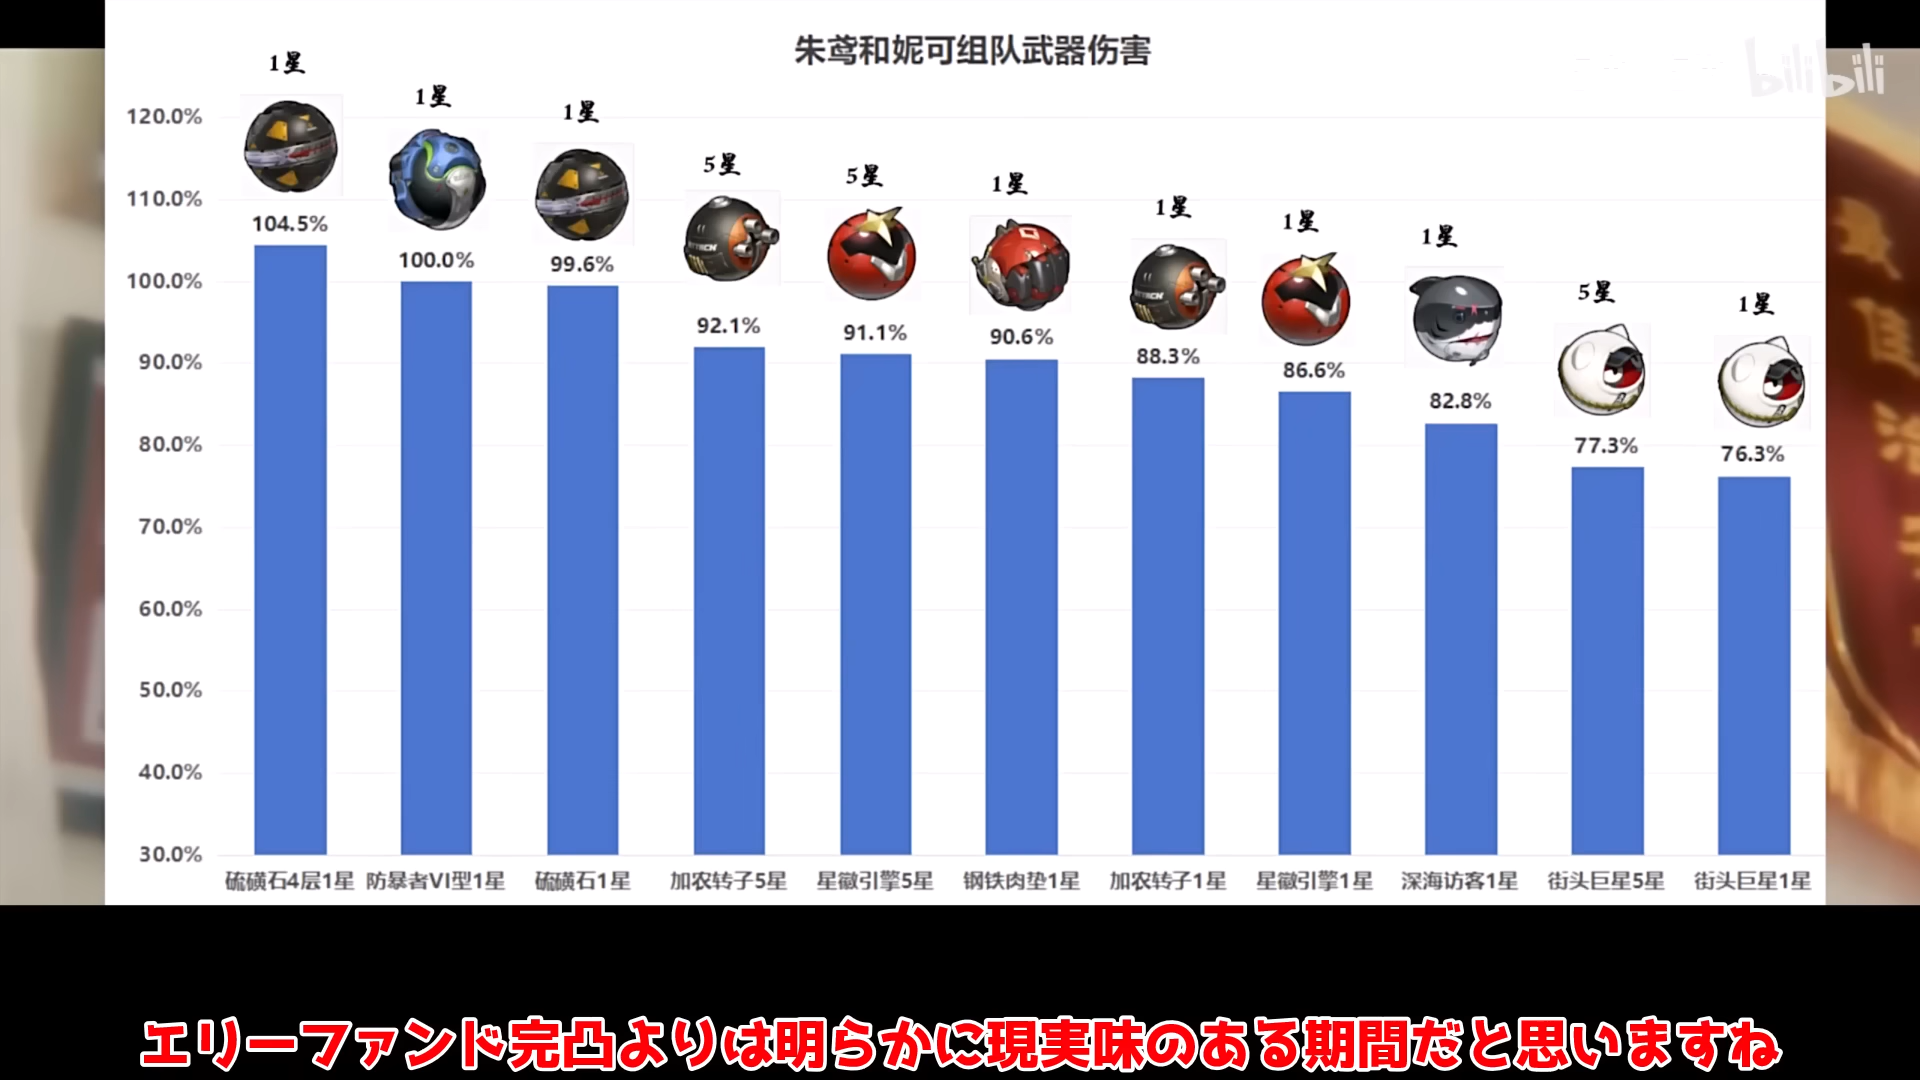 朱鸢和妮可组队武器伤害
bilibili
1星
1星
1星
5星
5星
1星
1星
1星
1星
5星
1星
120.0%
110.0%
100.0%
90.0%
80.0%
70.0%
60.0%
50.0%
40.0%
30.0%
104.5%
100.0%
99.6%
92.1%
91.1%
90.6%
88.3%
86.6%
82.8%
77.3%
76.3%
硫磺石4层1星
防暴者VI型1星
硫磺石1星
加农转子5星
星徽引擎5星
钢铁肉垫1星
加农转子1星
星徽引擎1星
深海访客1星
街头巨星5星
街头巨星1星
エリーファンド完凸よりは明らかに現実味のある期間だと思いますね